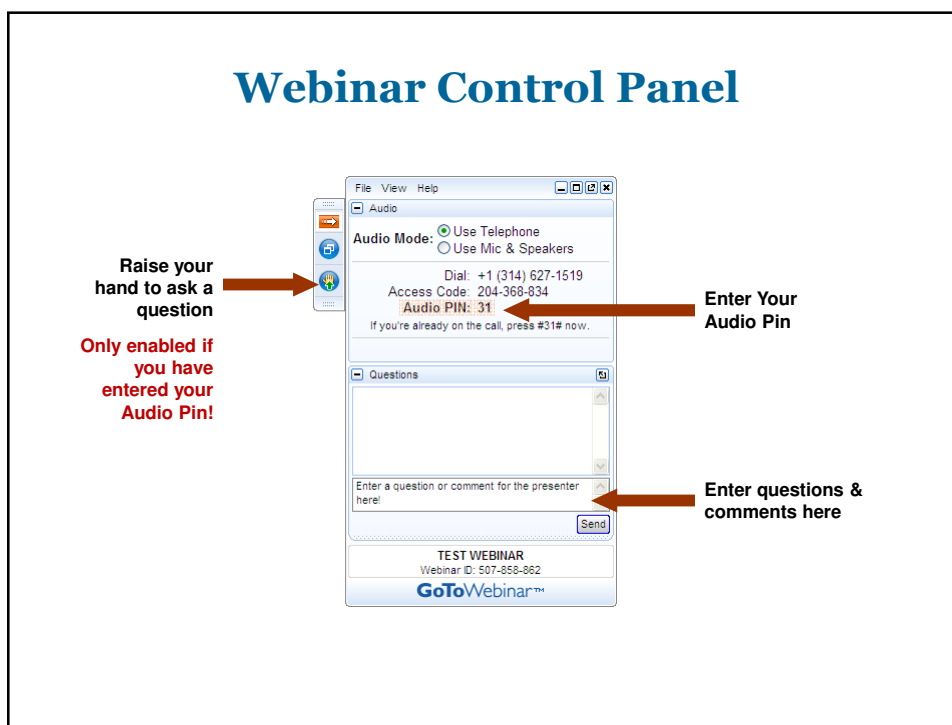 Webinar Control Panel
File View Help
Audio
Audio Mode: Use Telephone
Use Mic & Speakers
Dial: +1 (314) 627-1519
Access Code: 204-368-834
Audio PIN: 31
If you're already on the call, press #31# now.
Raise your
hand to ask a
question
Only enabled if
you have
entered your
Audio Pin!
Enter Your
Audio Pin
Questions
Enter a question or comment for the presenter
here!
Send
Enter questions &
comments here
TEST WEBINAR
Webinar ID: 507-858-862
GoToWebinar™